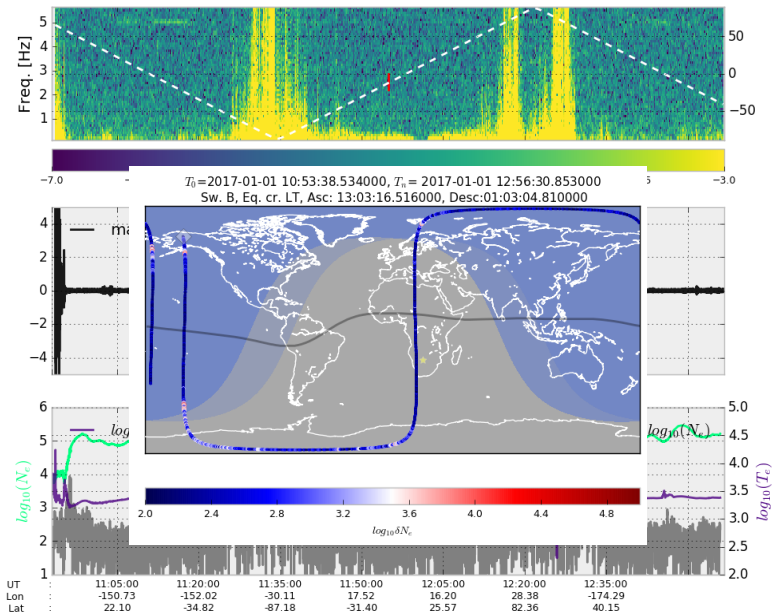 Freq. [Hz]
5
4
3
2
1
50
0
−50
−7.0
−3.0
T0=2017-01-01 10:53:38.534000, Tn= 2017-01-01 12:56:30.853000
Sw. B, Eq. cr. LT, Asc: 13:03:16.516000, Desc:01:03:04.810000
4
2
0
−2
−4
6
5
4
3
2
1
log10(Ne)
log10(Ne)
5.0
4.5
4.0
3.5
3.0
2.5
2.0
log10(Te)
2.0 2.4 2.8 3.2 3.6 4.0 4.4 4.8
log10δNe
UT : 11:05:00 11:20:00 11:35:00 11:50:00 12:05:00 12:20:00 12:35:00
Lon : -150.73 -152.02 -30.11 17.52 16.20 28.38 -174.29
Lat : 22.10 -34.82 -87.18 -31.40 25.57 82.36 40.15